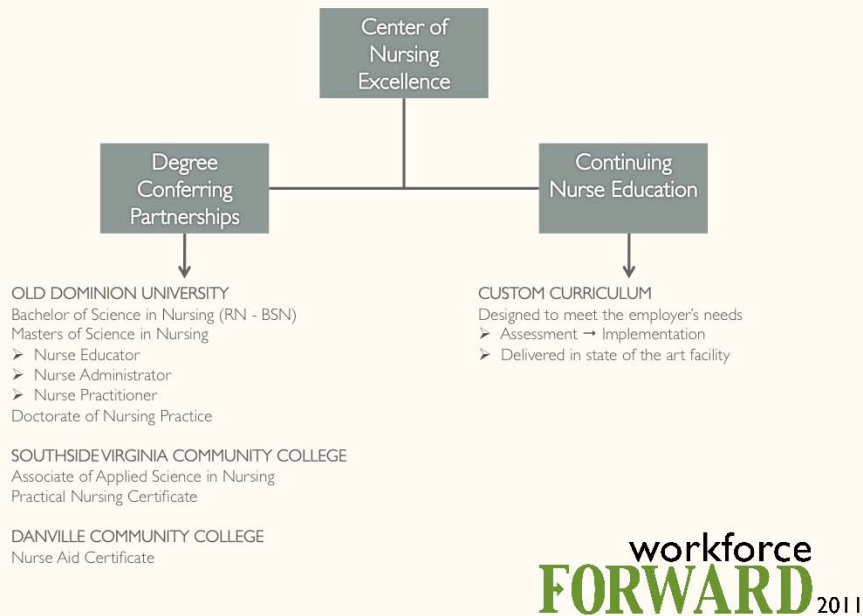 Center of
Nursing
Excellence
Degree
Conferring
Partnerships
Continuing
Nurse Education
OLD DOMINION UNIVERSITY
Bachelor of Science in Nursing (RN - BSN)
Masters of Science in Nursing
➢ Nurse Educator
➢ Nurse Administrator
➢ Nurse Practitioner
Doctorate of Nursing Practice
SOUTHSIDE VIRGINIA COMMUNITY COLLEGE
Associate of Applied Science in Nursing
Practical Nursing Certificate
DANVILLE COMMUNITY COLLEGE
Nurse Aid Certificate
CUSTOM CURRICULUM
Designed to meet the employer's needs
➢ Assessment → Implementation
➢ Delivered in state of the art facility
workforce
FORWARD 2011